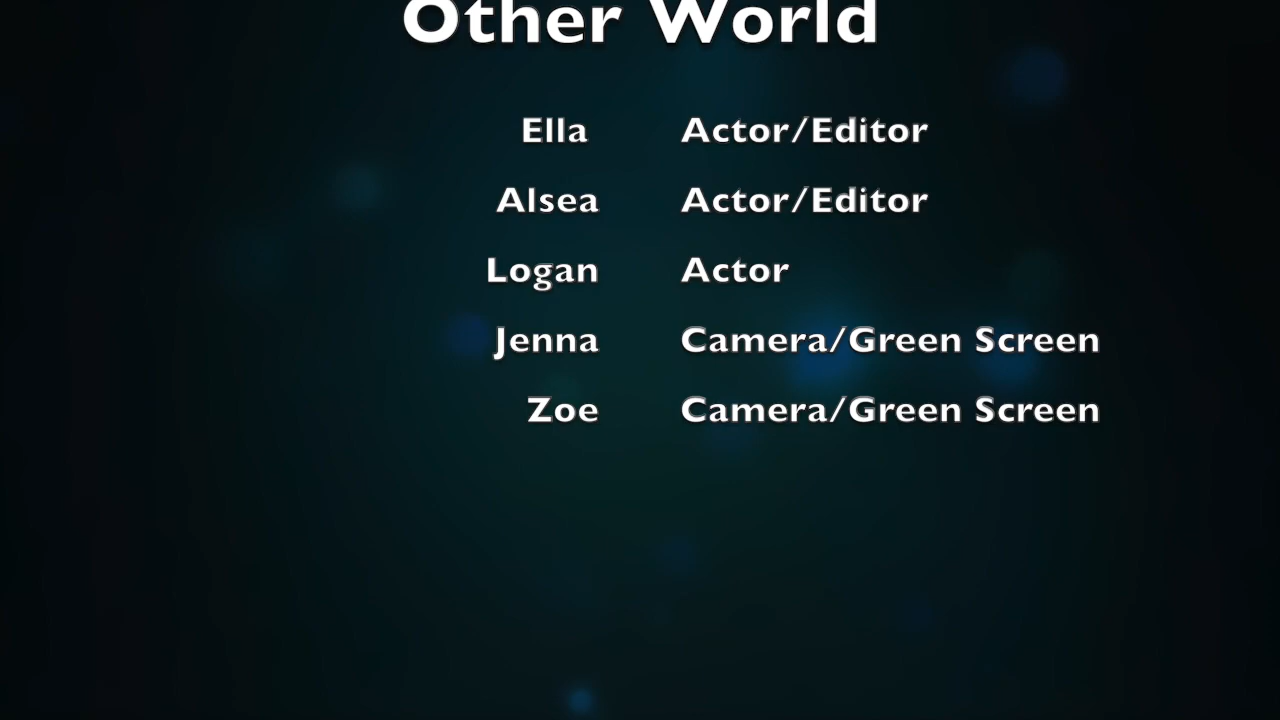 Other World
Ella Actor/Editor
Alsea Actor/Editor
Logan Actor
Jenna Camera/Green Screen
Zoe Camera/Green Screen